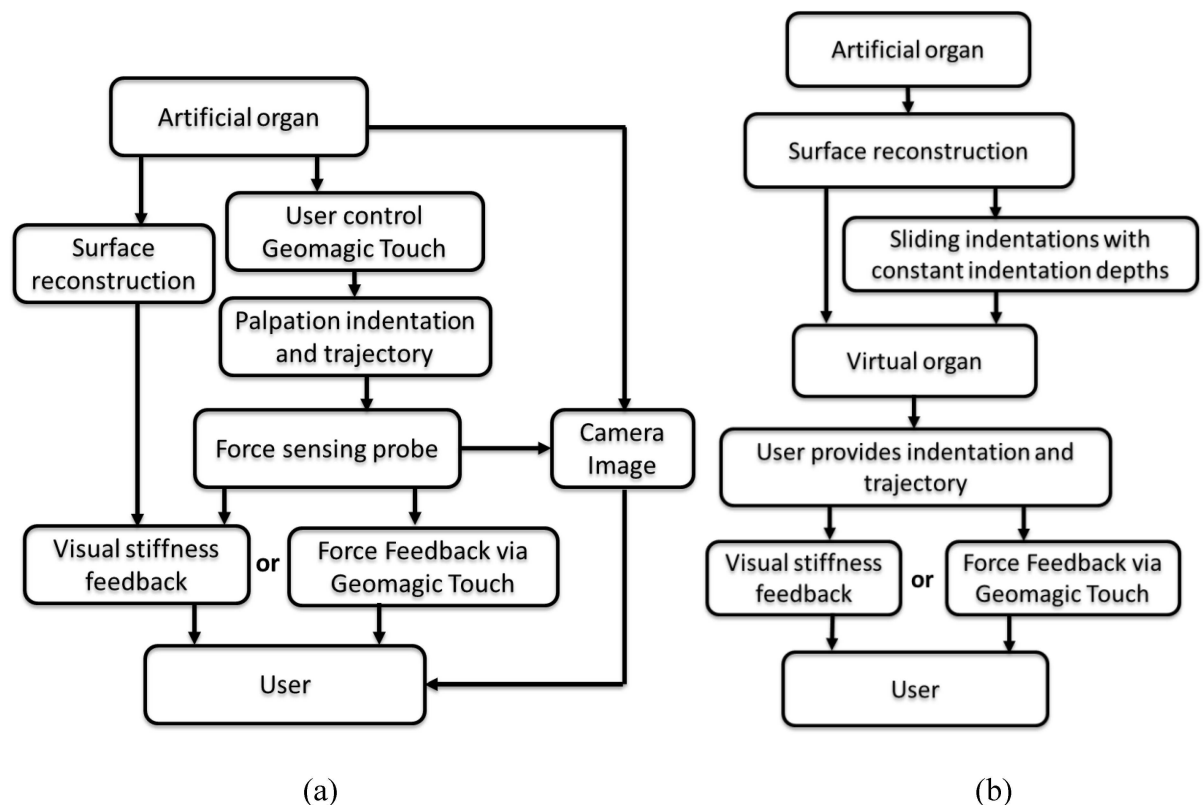 Artificial organ
User control
Geomagic Touch
Surface
reconstruction
Palpation indentation
and trajectory
Force sensing probe
Camera
Image
Visual stiffness
feedback
or
Force Feedback via
Geomagic Touch
User
(a)
Artificial organ
Surface reconstruction
Sliding indentations with
constant indentation depths
Virtual organ
User provides indentation and
trajectory
Visual stiffness
feedback
or
Force Feedback via
Geomagic Touch
User
(b)